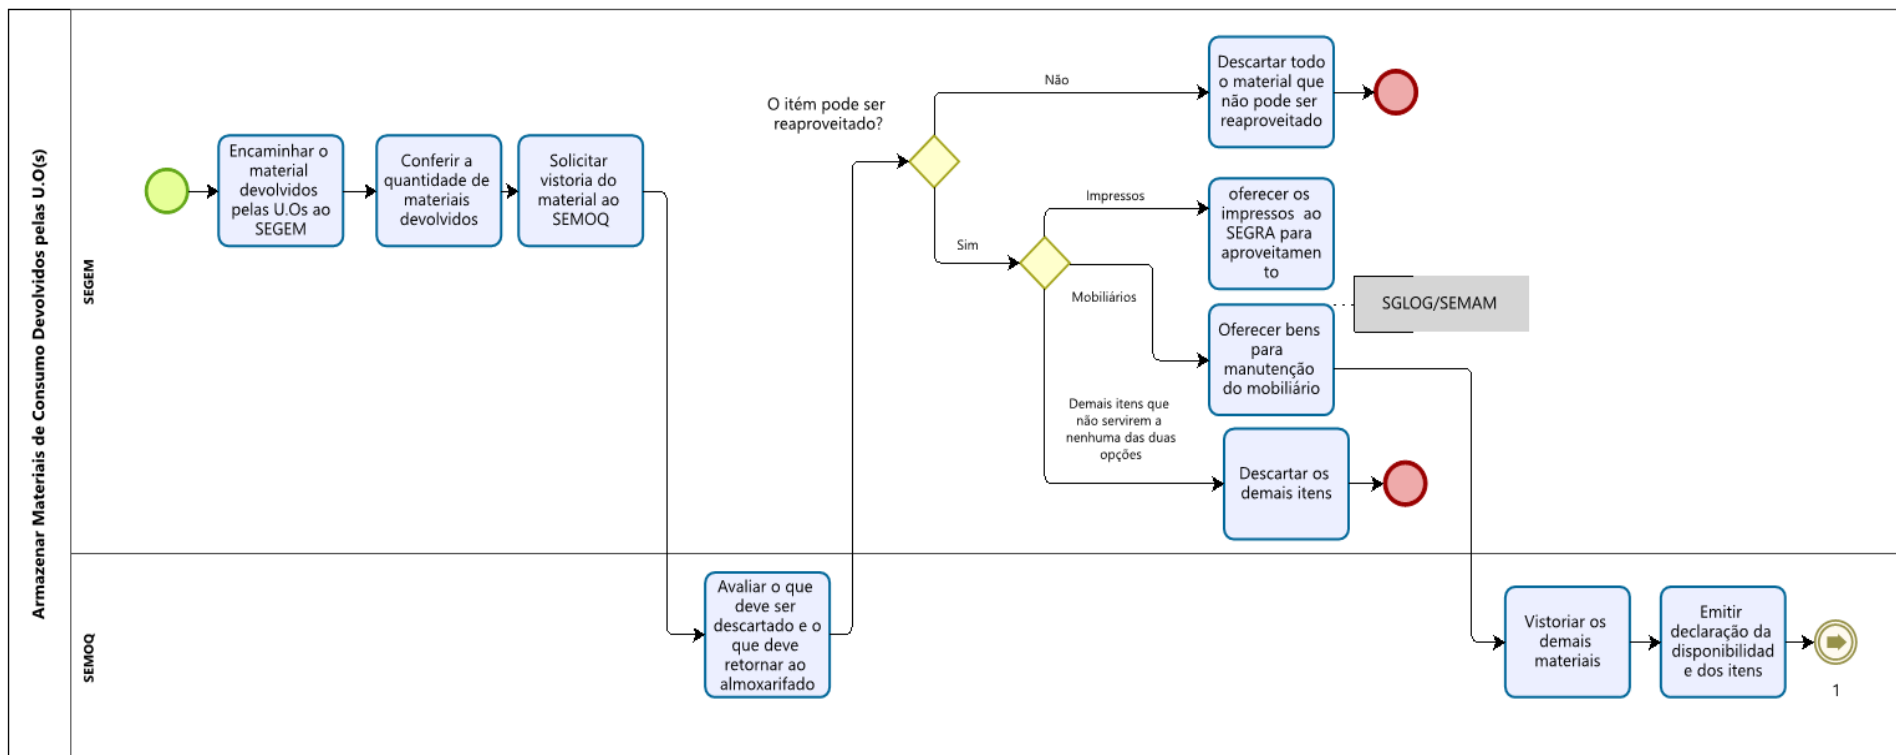 Armazenar Materiais de Consumo Devolvidos pelas U.O(s)
SEGEM
Encaminhar o
material
devolvidos
pelas U.Os ao
SEGEM
Conferir a
quantidade de
materiais
devolvidos
Solicitar
vistoria do
material ao
SEMOQ
O itém pode ser
reaproveitado?
Não
Descartar todo
o material que
não pode ser
reaproveitado
Sim
Impressos
oferecer os
impressos ao
SEGRA para
aproveitamen
to
Mobiliários
SGLOG/SEMAM
Oferecer bens
para
manutenção
do mobiliário
Demais itens que
não servirem a
nenhuma das duas
opções
Descartar os
demais itens
SEMOQ
Avaliar o que
deve ser
descartado e o
que deve
retornar ao
almoxarifado
Vistoriar os
demais
materiais
Emitir
declaração da
disponibilidad
e dos itens
1